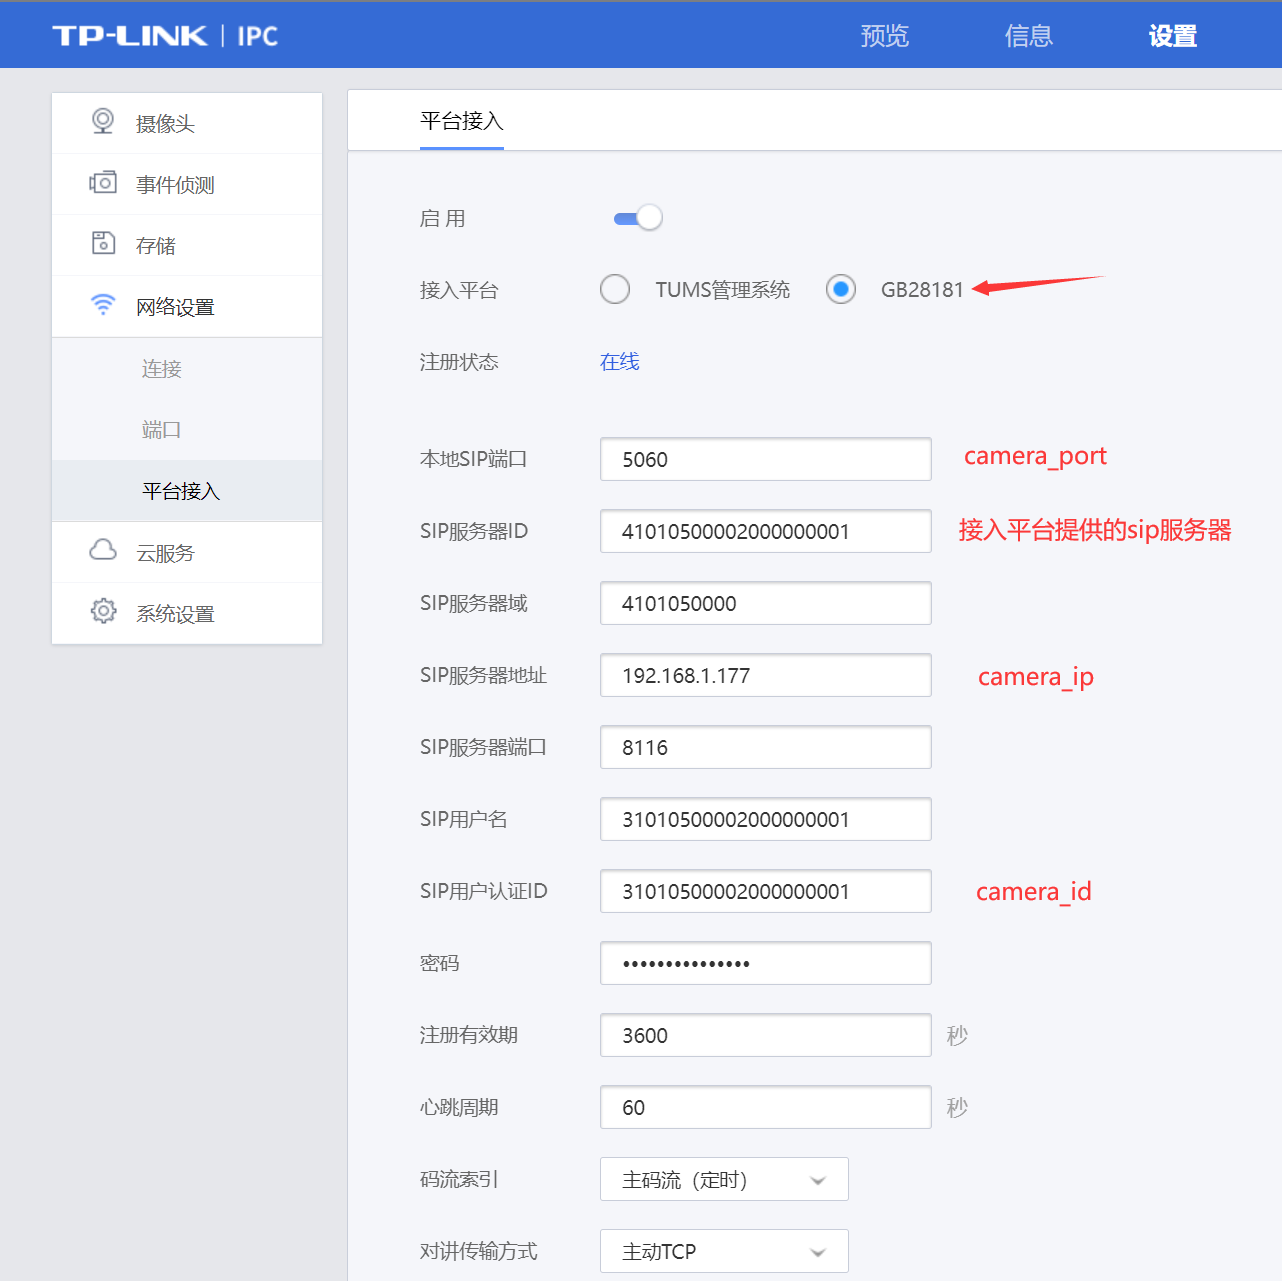 TP-LINK | IPC 预览 信息 设置
摄像头
事件侦测
存储
网络设置
连接
端口
平台接入
云服务
系统设置
平台接入
启用
接入平台 TUMS管理系统 GB28181
注册状态 在线
本地SIP端口 5060 camera_port
SIP服务器ID 41010500002000000001 接入平台提供的sip服务器
SIP服务器域 4101050000
SIP服务器地址 192.168.1.177 camera_ip
SIP服务器端口 8116
SIP用户名 31010500002000000001
SIP用户认证ID 31010500002000000001 camera_id
密码 •••••••••••••••
注册有效期 3600 秒
心跳周期 60 秒
码流索引 主码流（定时）
对讲传输方式 主动TCP